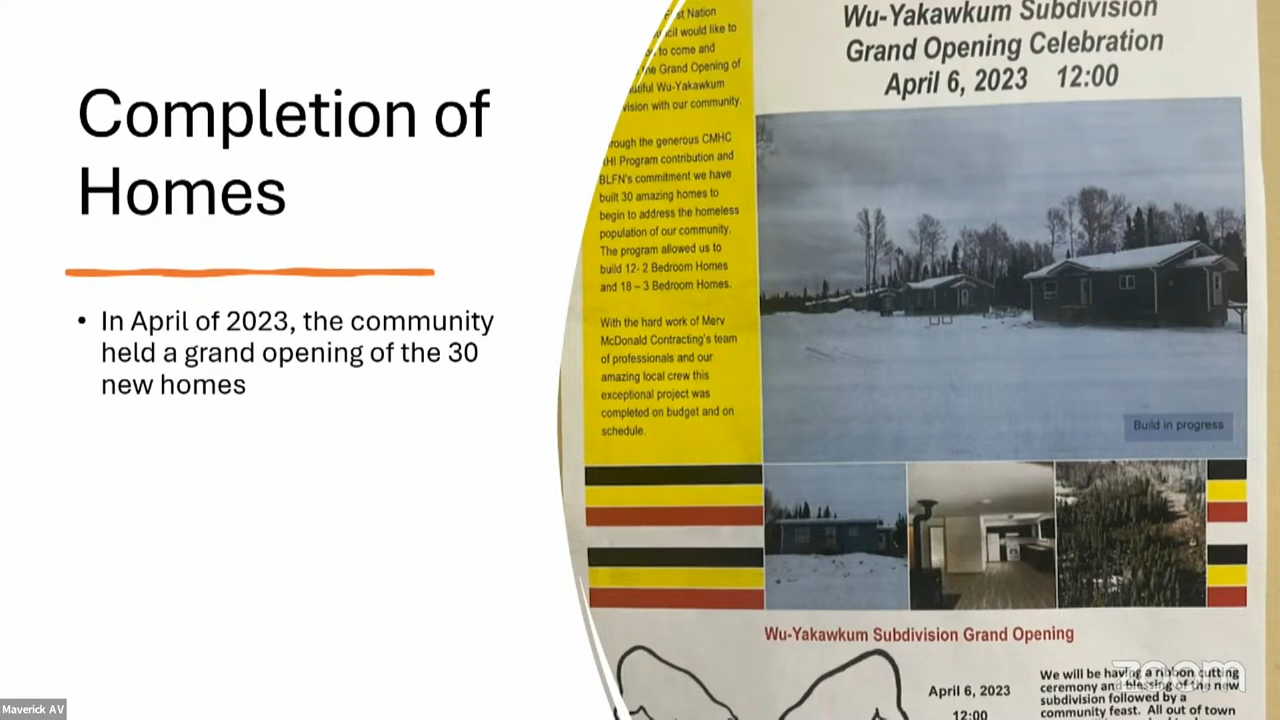 Completion of
Homes
• In April of 2023, the community
held a grand opening of the 30
new homes
Nation
would like to
to come and
Grand Opening of
Wu-Yakawkum
with our community.
the generous CMHC
Program contribution and
BLFN's commitment we have
built 30 amazing homes to
begin to address the homeless
population of our community.
The program allowed us to
build 12- 2 Bedroom Homes
and 18 – 3 Bedroom Homes.
With the hard work of Merv
McDonald Contracting's team
of professionals and our
amazing local crew this
exceptional project was
completed on budget and on
schedule.
Wu-Yakawkum Subdivision
Grand Opening Celebration
April 6, 2023 12:00
Build in progress
Wu-Yakawkum Subdivision Grand Opening
April 6, 2023
12:00
We will be having a ribbon cutting
ceremony and blessing of the new
subdivision followed by a
community feast. All out of town
zoom
Maverick AV